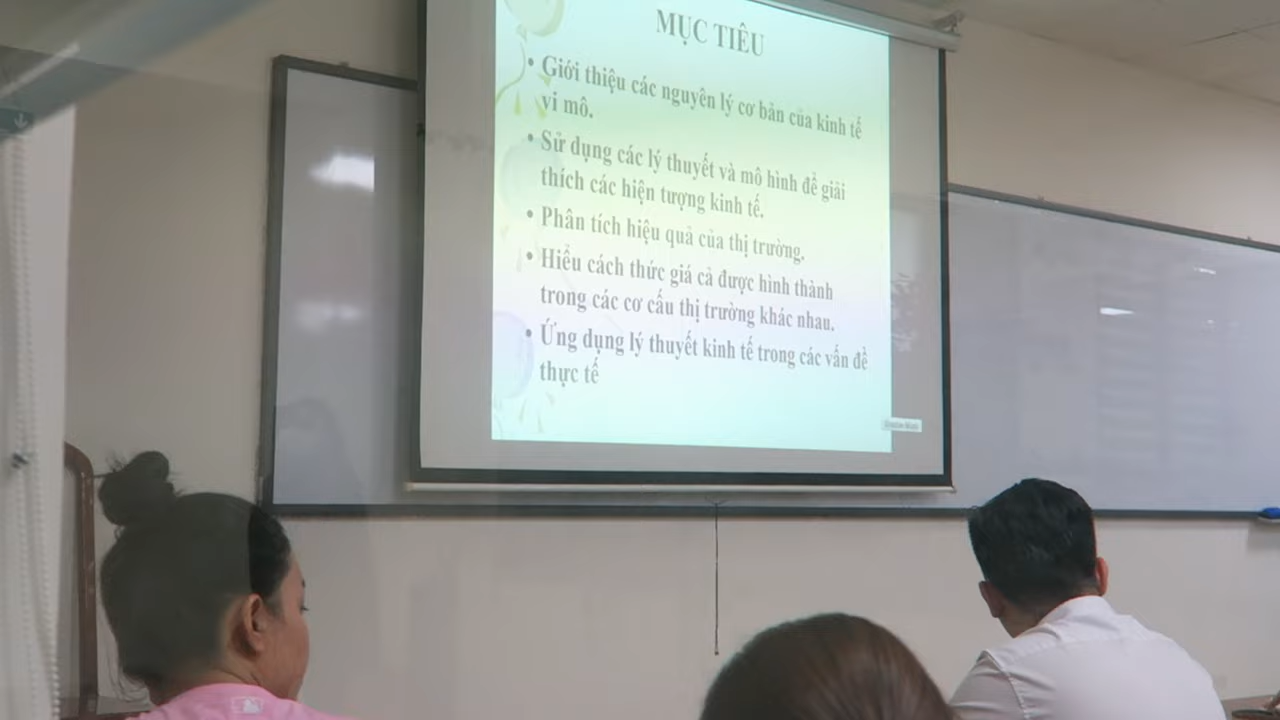 MỤC TIÊU
• Giới thiệu các nguyên lý cơ bản của kinh tế
vi mô.
• Sử dụng các lý thuyết và mô hình để giải
thích các hiện tượng kinh tế.
• Phân tích hiệu quả của thị trường.
• Hiểu cách thức giá cả được hình thành
trong các cơ cấu thị trường khác nhau.
• Ứng dụng lý thuyết kinh tế trong các vấn đề
thực tế